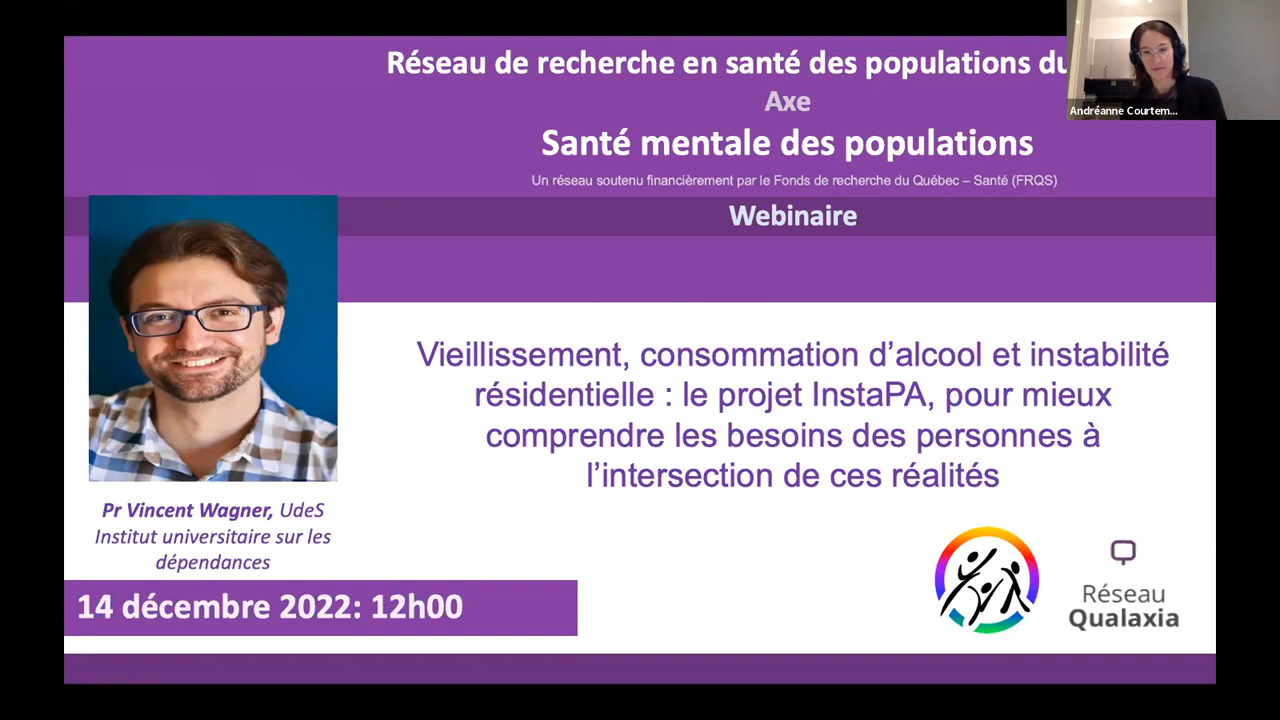 Réseau de recherche en santé des populations du
Axe
Santé mentale des populations
Un réseau soutenu financièrement par le Fonds de recherche du Québec – Santé (FRQS)
Webinaire
Andréanne Courtem...
Vieillissement, consommation d’alcool et instabilité
résidentielle : le projet InstaPA, pour mieux
comprendre les besoins des personnes à
l’intersection de ces réalités
Pr Vincent Wagner, UdeS
Institut universitaire sur les
dépendances
14 décembre 2022: 12h00
Réseau
Qualaxia